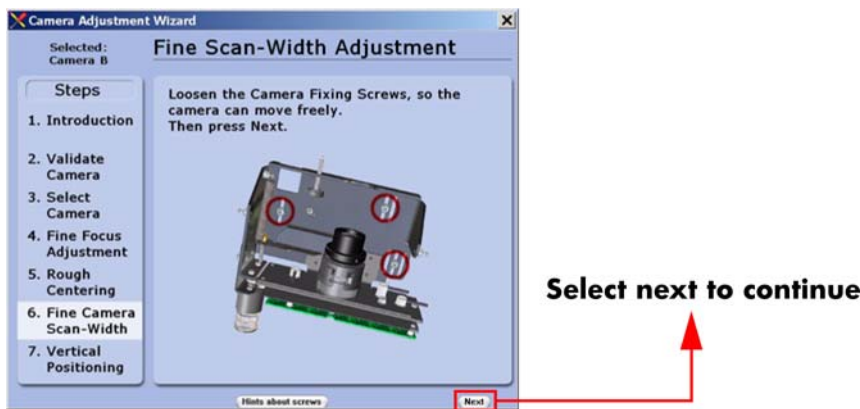 Camera Adjustment Wizard
Selected:
Camera B
Fine Scan-Width Adjustment
Steps
1. Introduction
2. Validate
Camera
3. Select
Camera
4. Fine Focus
Adjustment
5. Rough
Centering
6. Fine Camera
Scan-Width
7. Vertical
Positioning
Loosen the Camera Fixing Screws, so the
camera can move freely.
Then press Next.
Hints about screws
Next
Select next to continue